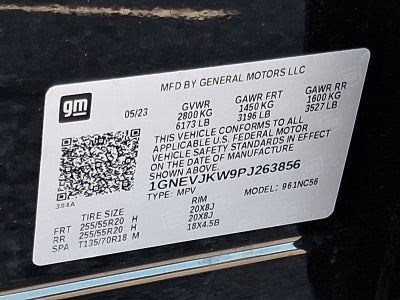 MFD BY GENERAL MOTORS LLC
gm
05/23 GVWR GAWR FRT GAWR RR
2800 KG 1450 KG 1600 KG
6173 LB 3196 LB 3527 LB
THIS VEHICLE CONFORMS TO ALL
APPLICABLE U.S. FEDERAL MOTOR
VEHICLE SAFETY STANDARDS IN EFFECT
ON THE DATE OF MANUFACTURE
SHOWN ABOVE.
1GNEVJKW9PJ263856
384A TYPE: MPV MODEL: 961NC56
TIRE SIZE RIM
FRT 255/55R20 H 20X8J
RR 255/55R20 H 20X8J
SPA T135/70R18 M 18X4.5B